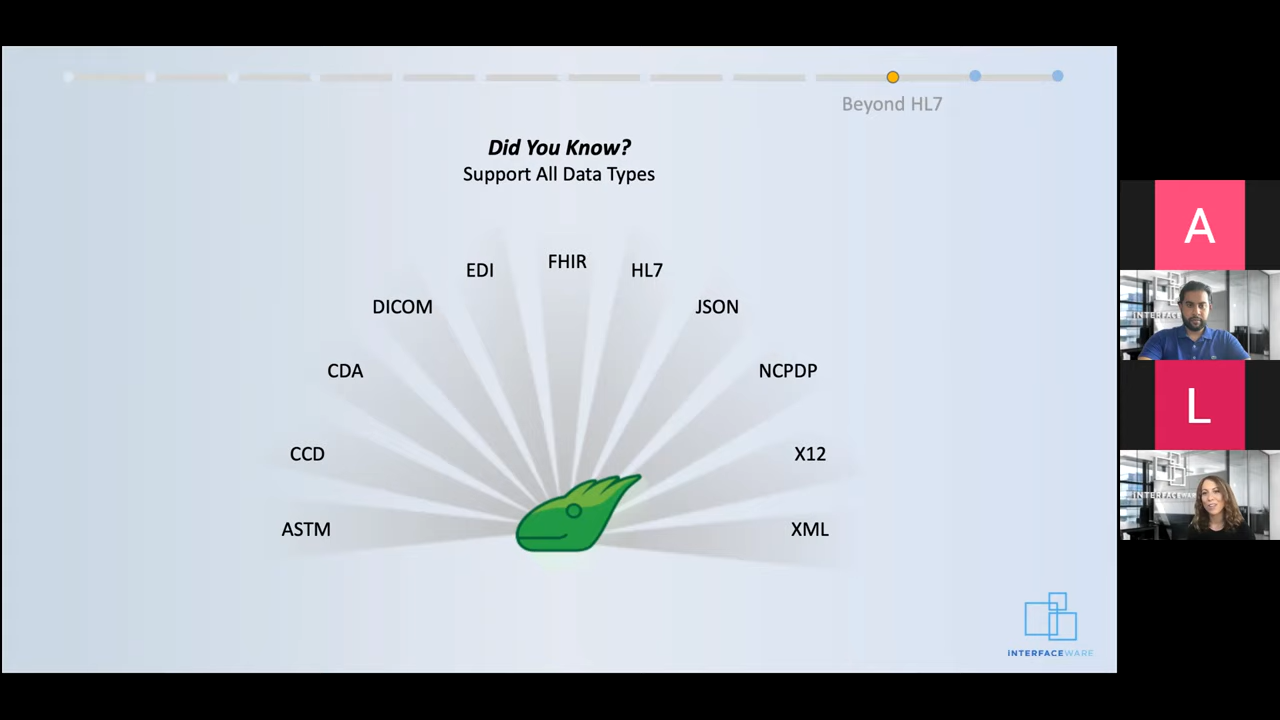 Beyond HL7
Did You Know?
Support All Data Types
EDI
FHIR
HL7
DICOM
JSON
CDA
NCPDP
CCD
X12
ASTM
XML
INTERFACEWARE
A
L